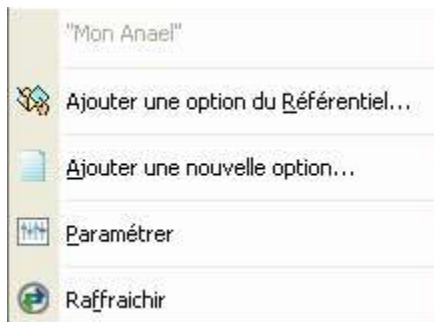 "Mon Anael"
Ajouter une option du Référentiel...
Ajouter une nouvelle option...
Paramétrer
Raffraichir